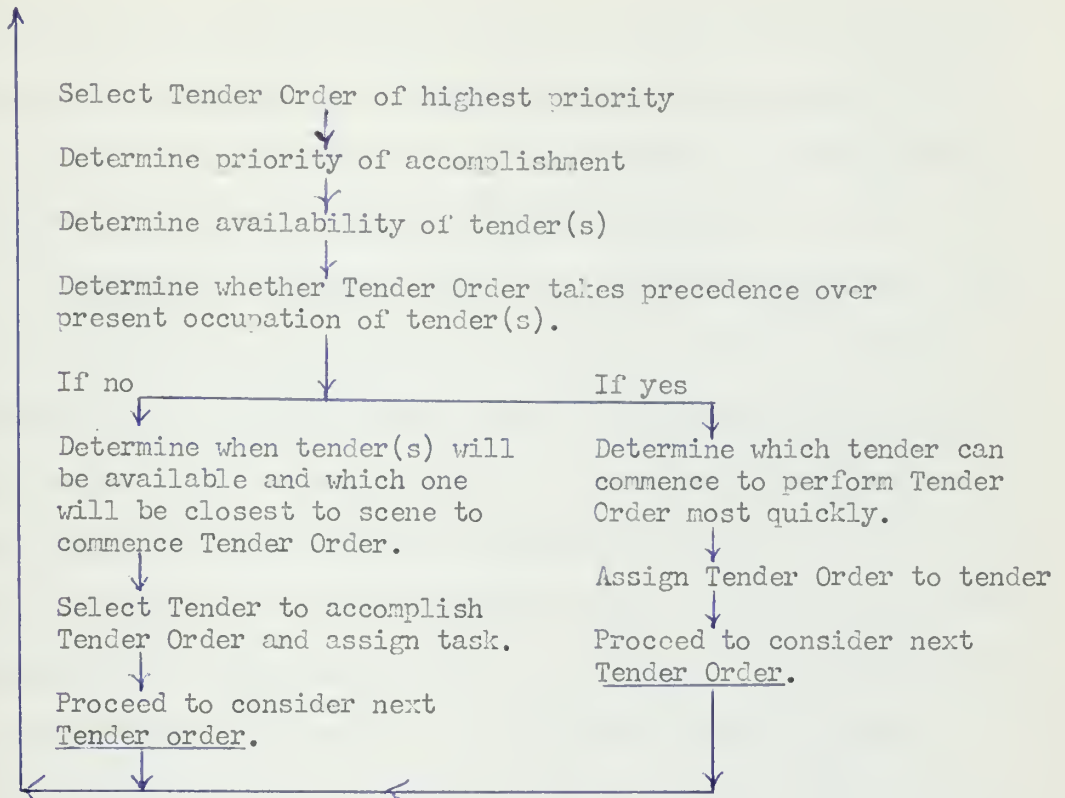 Select Tender Order of highest priority
Determine priority of accomplishment
Determine availability of tender(s)
Determine whether Tender Order takes precedence over
present occupation of tender(s).
If no
If yes
Determine when tender(s) will
be available and which one
will be closest to scene to
commence Tender Order.
Select Tender to accomplish
Tender Order and assign task.
Proceed to consider next
Tender order.
Determine which tender can
commence to perform Tender
Order most quickly.
Assign Tender Order to tender
Proceed to consider next
Tender Order.